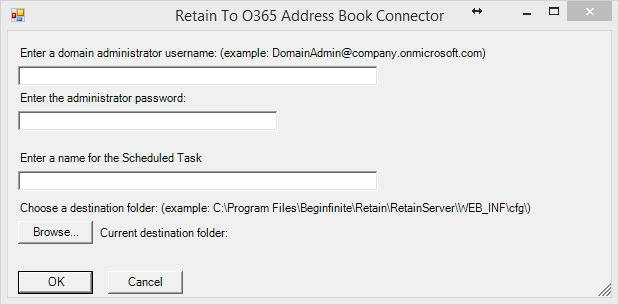 Retain To O365 Address Book Connector
Enter a domain administrator username: (example: DomainAdmin@company.onmicrosoft.com)
Enter the administrator password:
Enter a name for the Scheduled Task
Choose a destination folder: (example: C:\Program Files\Beginfinite\Retain\RetainServer\WEB_INF\cfg\)
Browse... Current destination folder:
OK Cancel